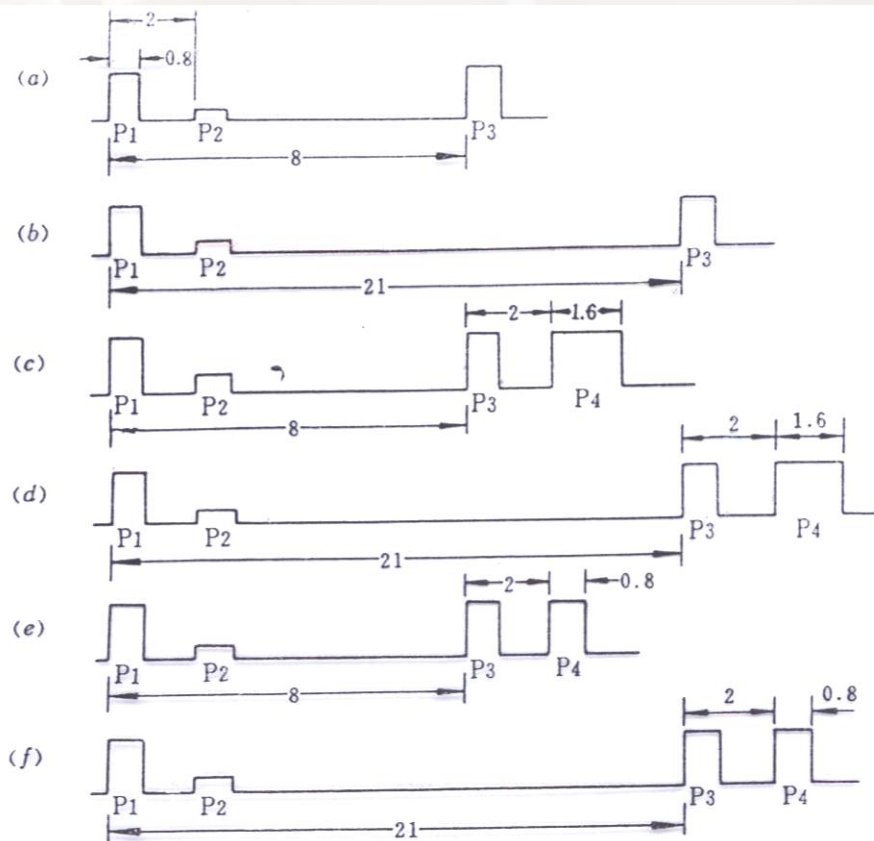 2
0.8
(a)
P1 P2 P3
8
(b)
P1 P2 P3
21
2 1.6
(c)
P1 P2 P3 P4
8
2 1.6
(d)
P1 P2 P3 P4
21
2 0.8
(e)
P1 P2 P3 P4
8
2 0.8
(f)
P1 P2 P3 P4
21